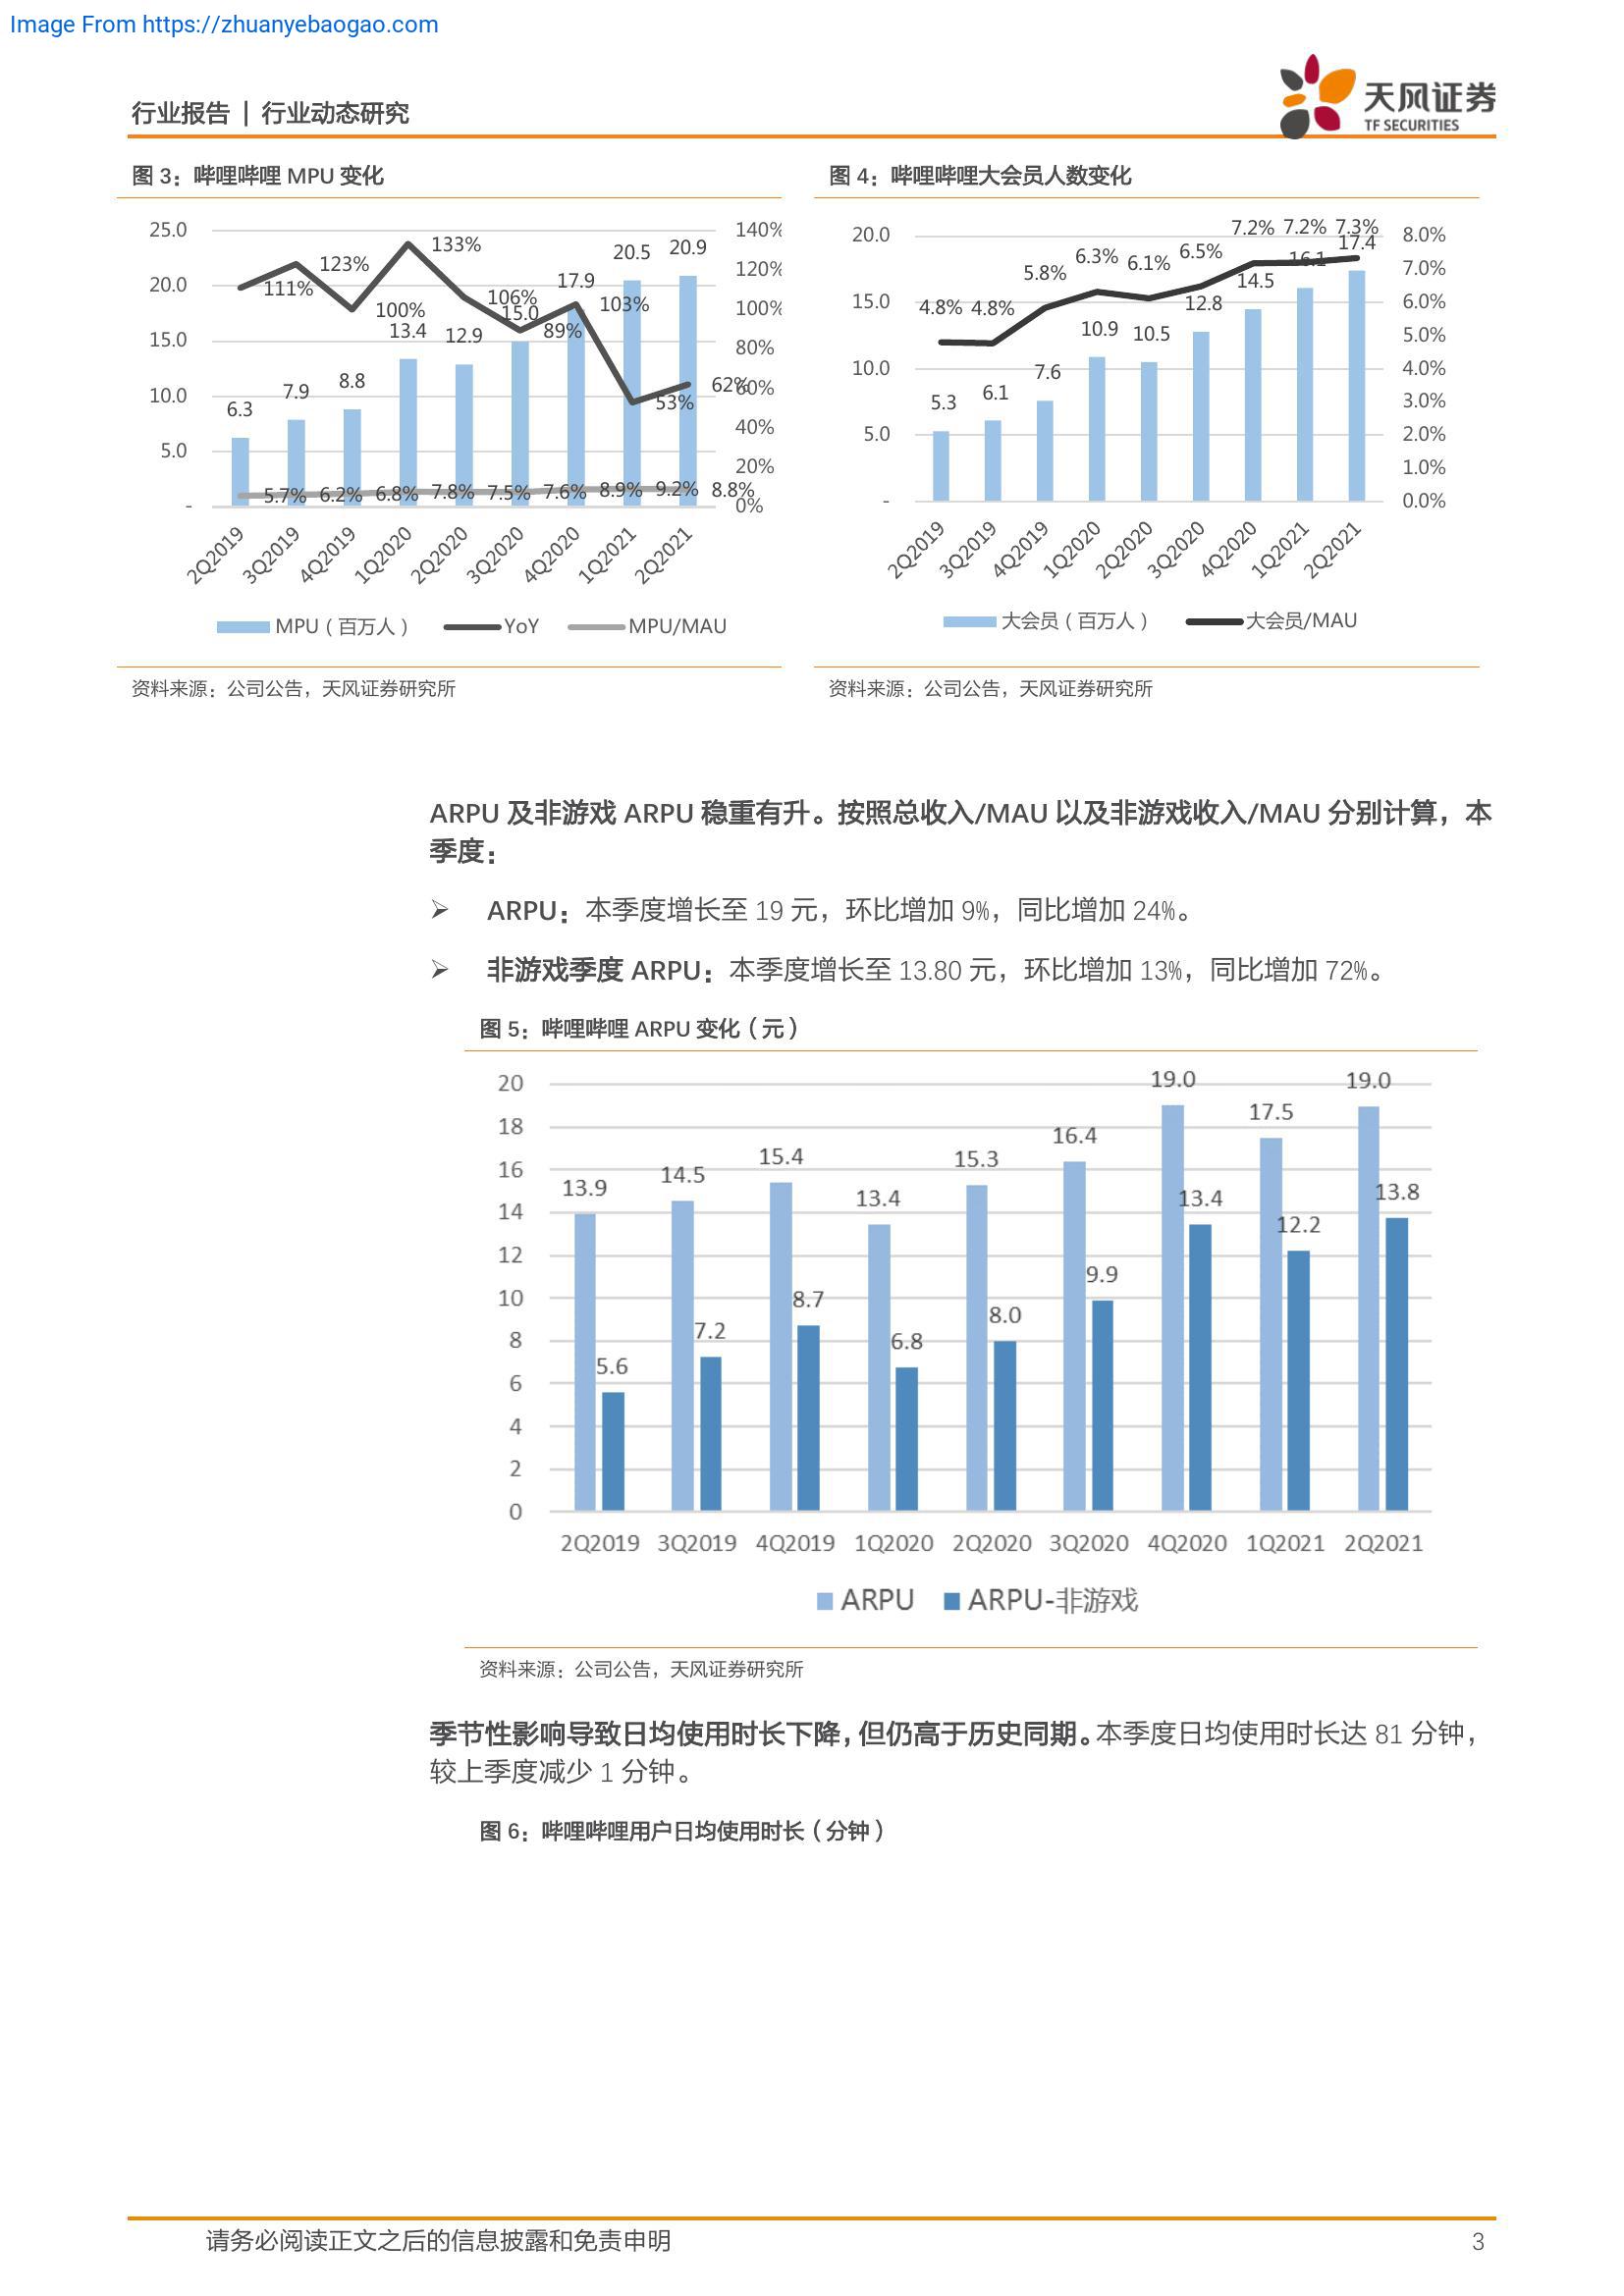 Image From https://zhuanyebaogao.com
行业报告 | 行业动态研究
天风证券
TF SECURITIES
图 3：哔哩哔哩 MPU 变化
25.0
20.0
15.0
10.0
5.0
-
140%
120%
100%
80%
60%
40%
20%
0%
6.3
7.9
8.8
13.4
12.9
15.0
17.9
20.5
20.9
111%
123%
100%
133%
106%
89%
103%
53%
62%
5.7% 6.2% 6.8% 7.8% 7.5% 7.6% 8.9% 9.2% 8.8%
2Q2019 3Q2019 4Q2019 1Q2020 2Q2020 3Q2020 4Q2020 1Q2021 2Q2021
MPU（百万人） YoY MPU/MAU
资料来源：公司公告，天风证券研究所
图 4：哔哩哔哩大会员人数变化
20.0
15.0
10.0
5.0
-
8.0%
7.0%
6.0%
5.0%
4.0%
3.0%
2.0%
1.0%
0.0%
4.8% 4.8% 5.8% 6.3% 6.1% 6.5% 7.2% 7.2% 7.3%
5.3 6.1 7.6 10.9 10.5 12.8 14.5 16.1 17.4
2Q2019 3Q2019 4Q2019 1Q2020 2Q2020 3Q2020 4Q2020 1Q2021 2Q2021
大会员（百万人） 大会员/MAU
资料来源：公司公告，天风证券研究所
ARPU 及非游戏 ARPU 稳重有升。按照总收入/MAU 以及非游戏收入/MAU 分别计算，本
季度：
➢ ARPU：本季度增长至 19 元，环比增加 9%，同比增加 24%。
➢ 非游戏季度 ARPU：本季度增长至 13.80 元，环比增加 13%，同比增加 72%。
图 5：哔哩哔哩 ARPU 变化（元）
20
18
16
14
12
10
8
6
4
2
0
13.9 14.5 15.4 13.4 15.3 16.4 19.0 17.5 19.0
5.6 7.2 8.7 6.8 8.0 9.9 13.4 12.2 13.8
2Q2019 3Q2019 4Q2019 1Q2020 2Q2020 3Q2020 4Q2020 1Q2021 2Q2021
ARPU ARPU-非游戏
资料来源：公司公告，天风证券研究所
季节性影响导致日均使用时长下降，但仍高于历史同期。本季度日均使用时长达 81 分钟，
较上季度减少 1 分钟。
图 6：哔哩哔哩用户日均使用时长（分钟）
请务必阅读正文之后的信息披露和免责申明
3